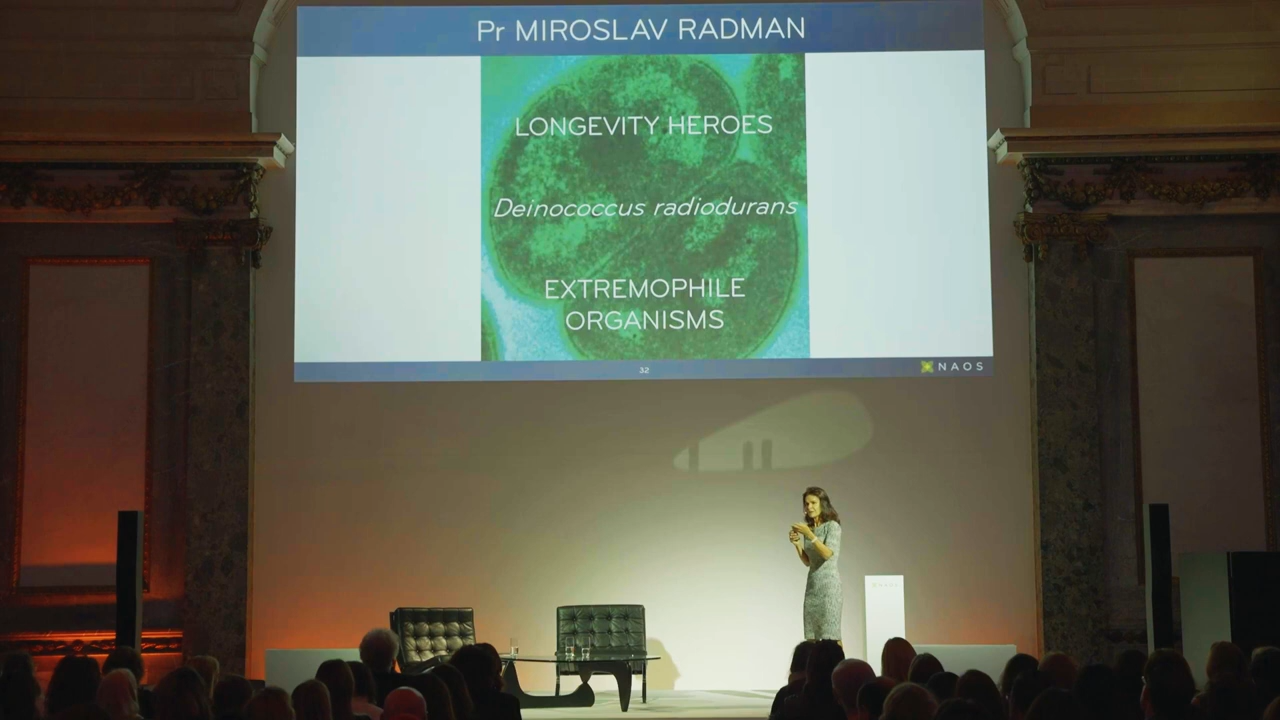 Pr MIROSLAV RADMAN
LONGEVITY HEROES
Deinococcus radiodurans
EXTREMOPHILE
ORGANISMS
32
NAOS